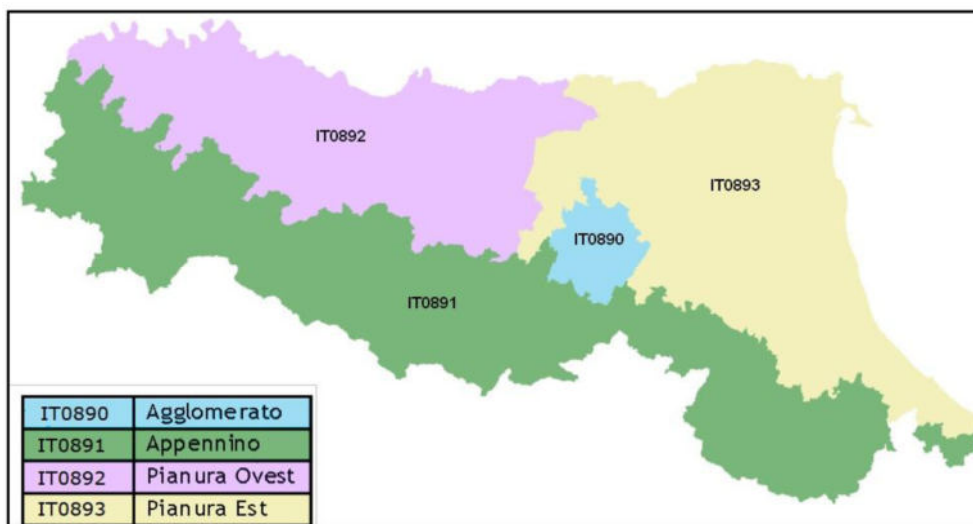 IT0892
IT0893
IT0890
IT0891
IT0890 Agglomerato
IT0891 Appennino
IT0892 Pianura Ovest
IT0893 Pianura Est